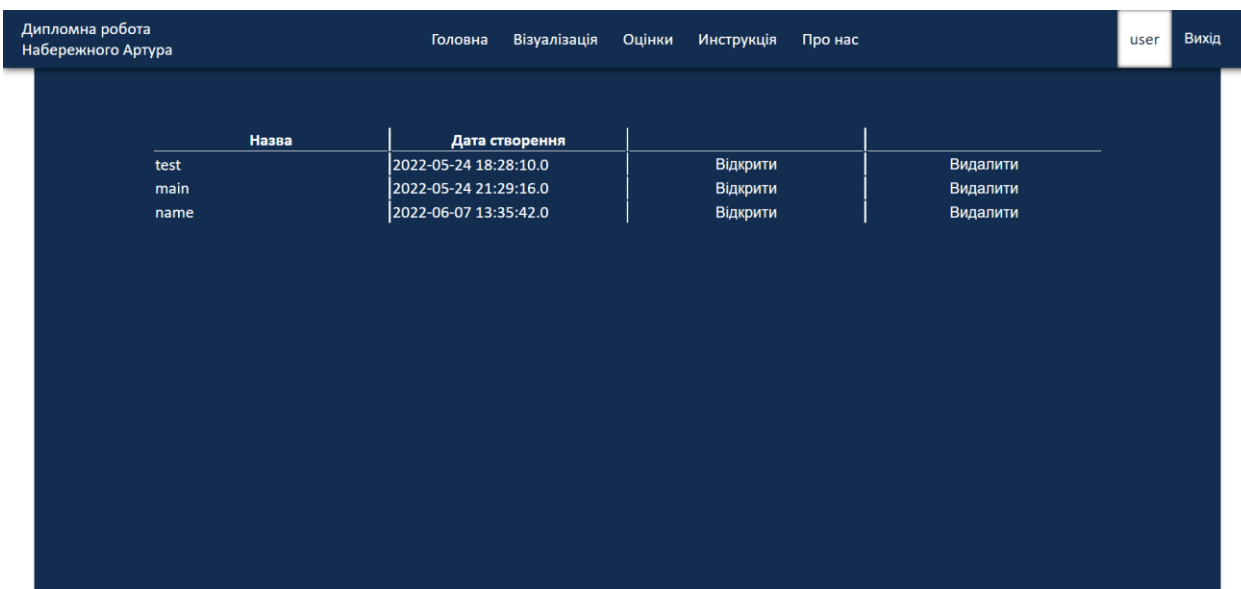 Дипломна робота
Набережного Артура
Головна Візуалізація Оцінки Инструкція Про нас
user Вихід
Назва Дата створення
test 2022-05-24 18:28:10.0 Відкрити Видалити
main 2022-05-24 21:29:16.0 Відкрити Видалити
name 2022-06-07 13:35:42.0 Відкрити Видалити